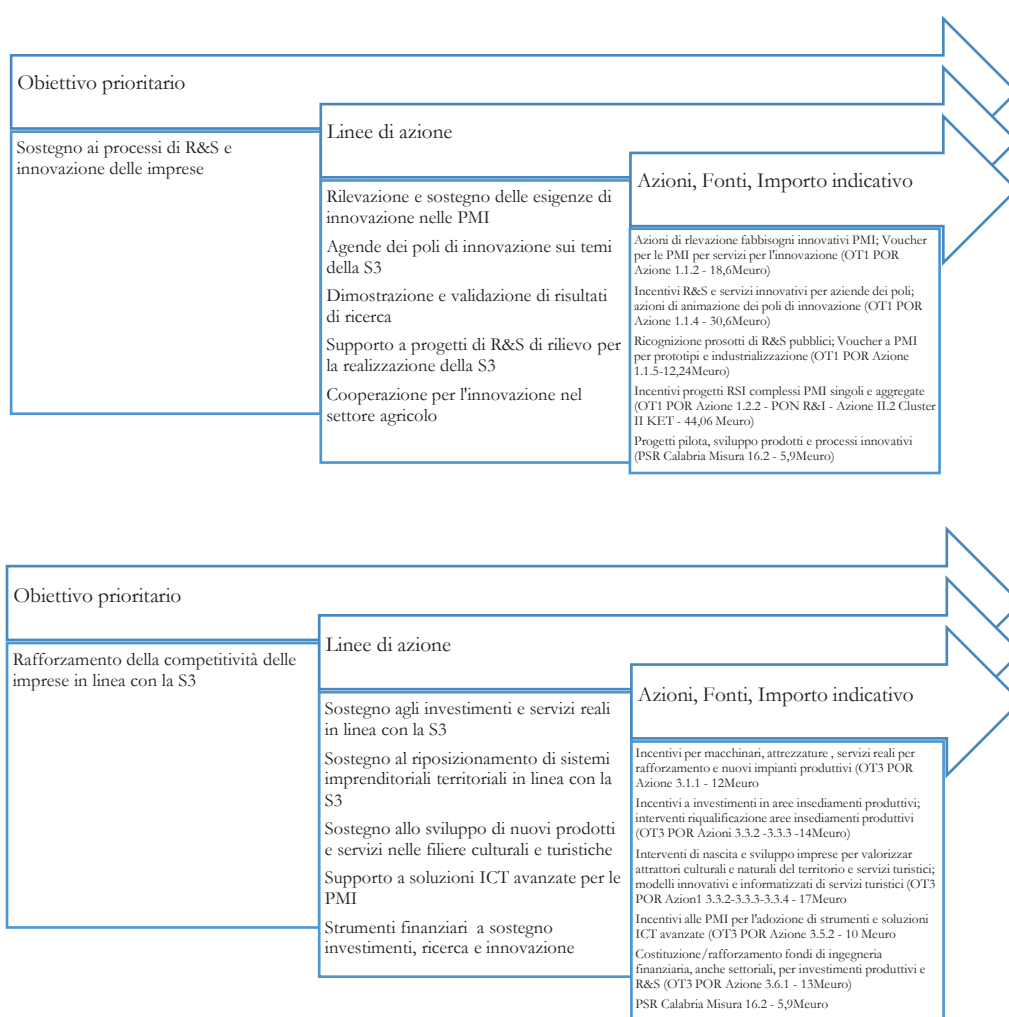 Obiettivo prioritario
Sostegno ai processi di R&S e
innovazione delle imprese
Linee di azione
Rilevazione e sostegno delle esigenze di
innovazione nelle PMI
Agende dei poli di innovazione sui temi
della S3
Dimostrazione e validazione di risultati
di ricerca
Supporto a progetti di R&S di rilievo per
la realizzazione della S3
Cooperazione per l'innovazione nel
settore agricolo
Azioni, Fonti, Importo indicativo
Azioni di rlevazione fabbisogni innovativi PMI; Voucher
per le PMI per servizi per l'innovazione (OT1 POR
Azione 1.1.2 - 18,6Meuro)
Incentivi R&S e servizi innovativi per aziende dei poli;
azioni di animazione dei poli di innovazione (OT1 POR
Azione 1.1.4 - 30,6Meuro)
Ricognizione prosotti di R&S pubblici; Voucher a PMI
per prototipi e industrializzazione (OT1 POR Azione
1.1.5-12,24Meuro)
Incentivi progetti RSI complessi PMI singoli e aggregate
(OT1 POR Azione 1.2.2 - PON R&I - Azione II.2 Cluster
II KET - 44,06 Meuro)
Progetti pilota, sviluppo prodotti e processi innovativi
(PSR Calabria Misura 16.2 - 5,9Meuro)
Obiettivo prioritario
Rafforzamento della competitività delle
imprese in linea con la S3
Linee di azione
Sostegno agli investimenti e servizi reali
in linea con la S3
Sostegno al riposizionamento di sistemi
imprenditoriali territoriali in linea con la
S3
Sostegno allo sviluppo di nuovi prodotti
e servizi nelle filiere culturali e turistiche
Supporto a soluzioni ICT avanzate per le
PMI
Strumenti finanziari a sostegno
investimenti, ricerca e innovazione
Azioni, Fonti, Importo indicativo
Incentivi per macchinari, attrezzature , servizi reali per
rafforzamento e nuovi impianti produttivi (OT3 POR
Azione 3.1.1 - 12Meuro
Incentivi a investimenti in aree insediamenti produttivi;
interventi riqualificazione aree insediamenti produttivi
(OT3 POR Azioni 3.3.2 -3.3.3 -14Meuro)
Interventi di nascita e sviluppo imprese per valorizzar
attrattori culturali e naturali del territorio e servizi turistici;
modelli innovativi e informatizzati di servizi turistici (OT3
POR Azion1 3.3.2-3.3.3-3.3.4 - 17Meuro
Incentivi alle PMI per l'adozione di strumenti e soluzioni
ICT avanzate (OT3 POR Azione 3.5.2 - 10 Meuro
Costituzione/rafforzamento fondi di ingegneria
finanziaria, anche settoriali, per investimenti produttivi e
R&S (OT3 POR Azione 3.6.1 - 13Meuro)
PSR Calabria Misura 16.2 - 5,9Meuro